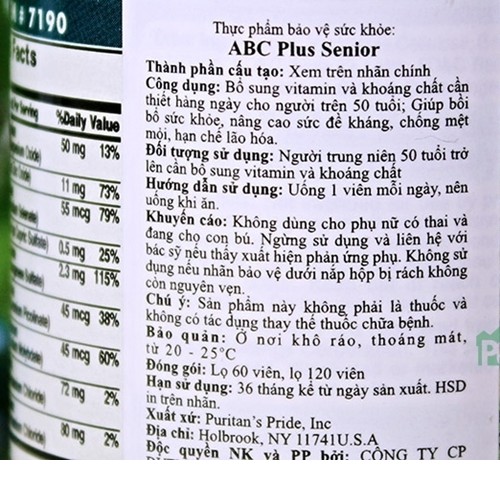 # 7190
Facts
%Daily Value
50 mg 13%
11 mg 73%
55 mcg 79%
0.5 mg 25%
2.3 mg 115%
45 mcg 38%
45 mcg 60%
72 mg 2%
80 mg 2%
Thực phẩm bảo vệ sức khỏe:
ABC Plus Senior
Thành phần cấu tạo: Xem trên nhãn chính
Công dụng: Bổ sung vitamin và khoáng chất cần
thiết hàng ngày cho người trên 50 tuổi; Giúp bồi
bổ sức khỏe, nâng cao sức đề kháng, chống mệt
mỏi, hạn chế lão hóa.
Đối tượng sử dụng: Người trung niên 50 tuổi trở
lên cần bổ sung vitamin và khoáng chất
Hướng dẫn sử dụng: Uống 1 viên mỗi ngày, nên
uống khi ăn.
Khuyến cáo: Không dùng cho phụ nữ có thai và
đang cho con bú. Ngừng sử dụng và liên hệ với
bác sỹ nếu thấy xuất hiện phản ứng phụ. Không sử
dụng nếu nhãn bảo vệ dưới nắp hộp bị rách không
còn nguyên vẹn.
Chú ý: Sản phẩm này không phải là thuốc và
không có tác dụng thay thế thuốc chữa bệnh.
Bảo quản: Ở nơi khô ráo, thoáng mát,
từ 20 - 25°C
Đóng gói: Lọ 60 viên, lọ 120 viên
Hạn sử dụng: 36 tháng kể từ ngày sản xuất. HSD
in trên nhãn.
Xuất xứ: Puritan's Pride, Inc
Địa chỉ: Holbrook, NY 11741U.S.A
Độc quyền NK và PP bởi: CÔNG TY CP